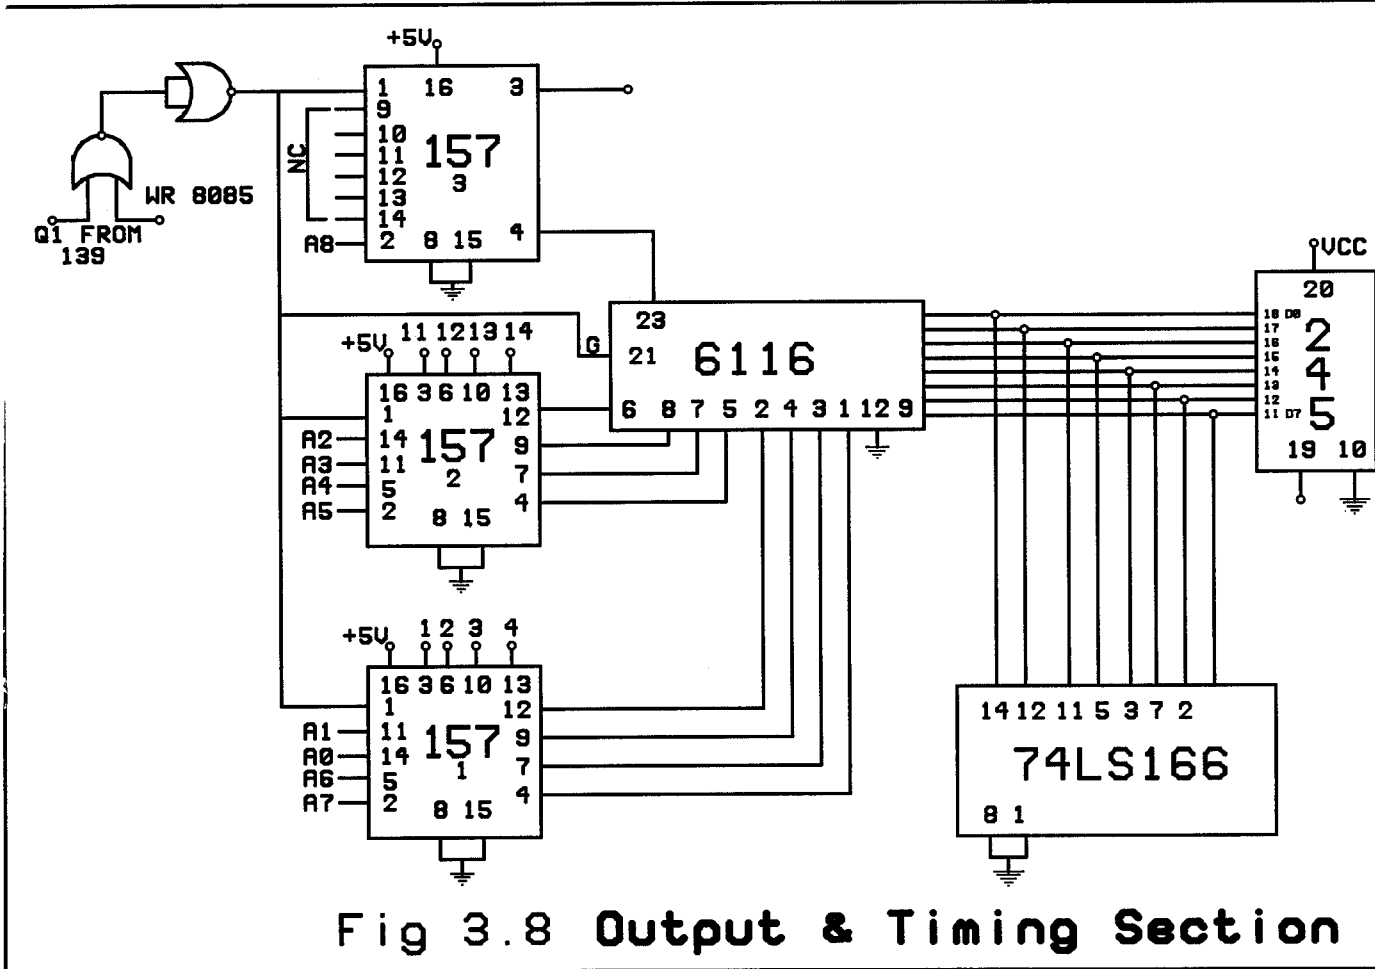 +5V
1 16 3
9
10
11
12
13
14
157
3
NC
A8 2 8 15 4
WR 8085
Q1 FROM
139
VCC
20
18 D0
17
16
15
14
13
12
11 D7
2
4
5
19 10
23
G 21 6116
6 8 7 5 2 4 3 1 12 9
+5V 11 12 13 14
16 3 6 10 13
1 12
A2 14 157 9
A3 11 2 7
A4 5 4
A5 2 8 15
+5V 1 2 3 4
16 3 6 10 13
1 12
A1 11 157 9
A0 14 1 7
A6 5 4
A7 2 8 15
14 12 11 5 3 7 2
74LS166
8 1
Fig 3.8 Output & Timing Section